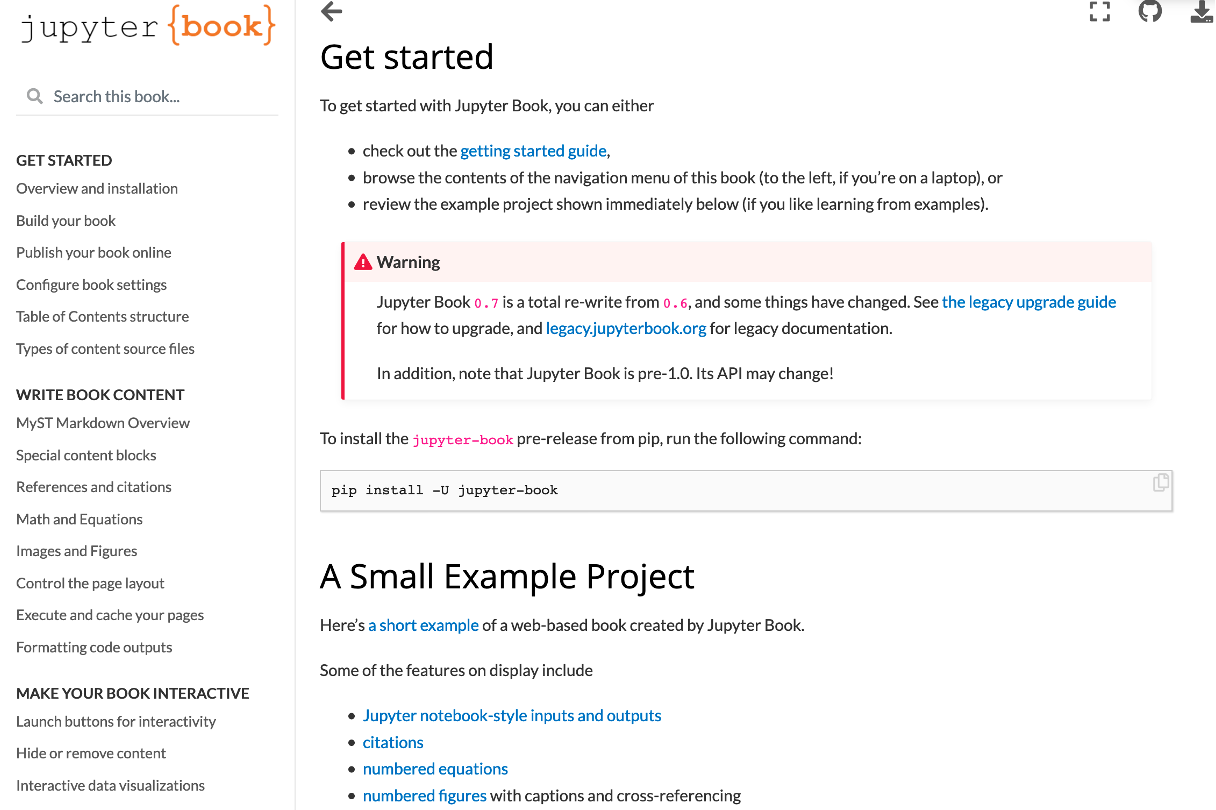 jupyter {book}
Search this book...
GET STARTED
Overview and installation
Build your book
Publish your book online
Configure book settings
Table of Contents structure
Types of content source files
WRITE BOOK CONTENT
MyST Markdown Overview
Special content blocks
References and citations
Math and Equations
Images and Figures
Control the page layout
Execute and cache your pages
Formatting code outputs
MAKE YOUR BOOK INTERACTIVE
Launch buttons for interactivity
Hide or remove content
Interactive data visualizations
Get started
To get started with Jupyter Book, you can either
• check out the getting started guide,
• browse the contents of the navigation menu of this book (to the left, if you’re on a laptop), or
• review the example project shown immediately below (if you like learning from examples).
Warning
Jupyter Book 0.7 is a total re-write from 0.6, and some things have changed. See the legacy upgrade guide
for how to upgrade, and legacy.jupyterbook.org for legacy documentation.
In addition, note that Jupyter Book is pre-1.0. Its API may change!
To install the jupyter-book pre-release from pip, run the following command:
pip install -U jupyter-book
A Small Example Project
Here’s a short example of a web-based book created by Jupyter Book.
Some of the features on display include
• Jupyter notebook-style inputs and outputs
• citations
• numbered equations
• numbered figures with captions and cross-referencing